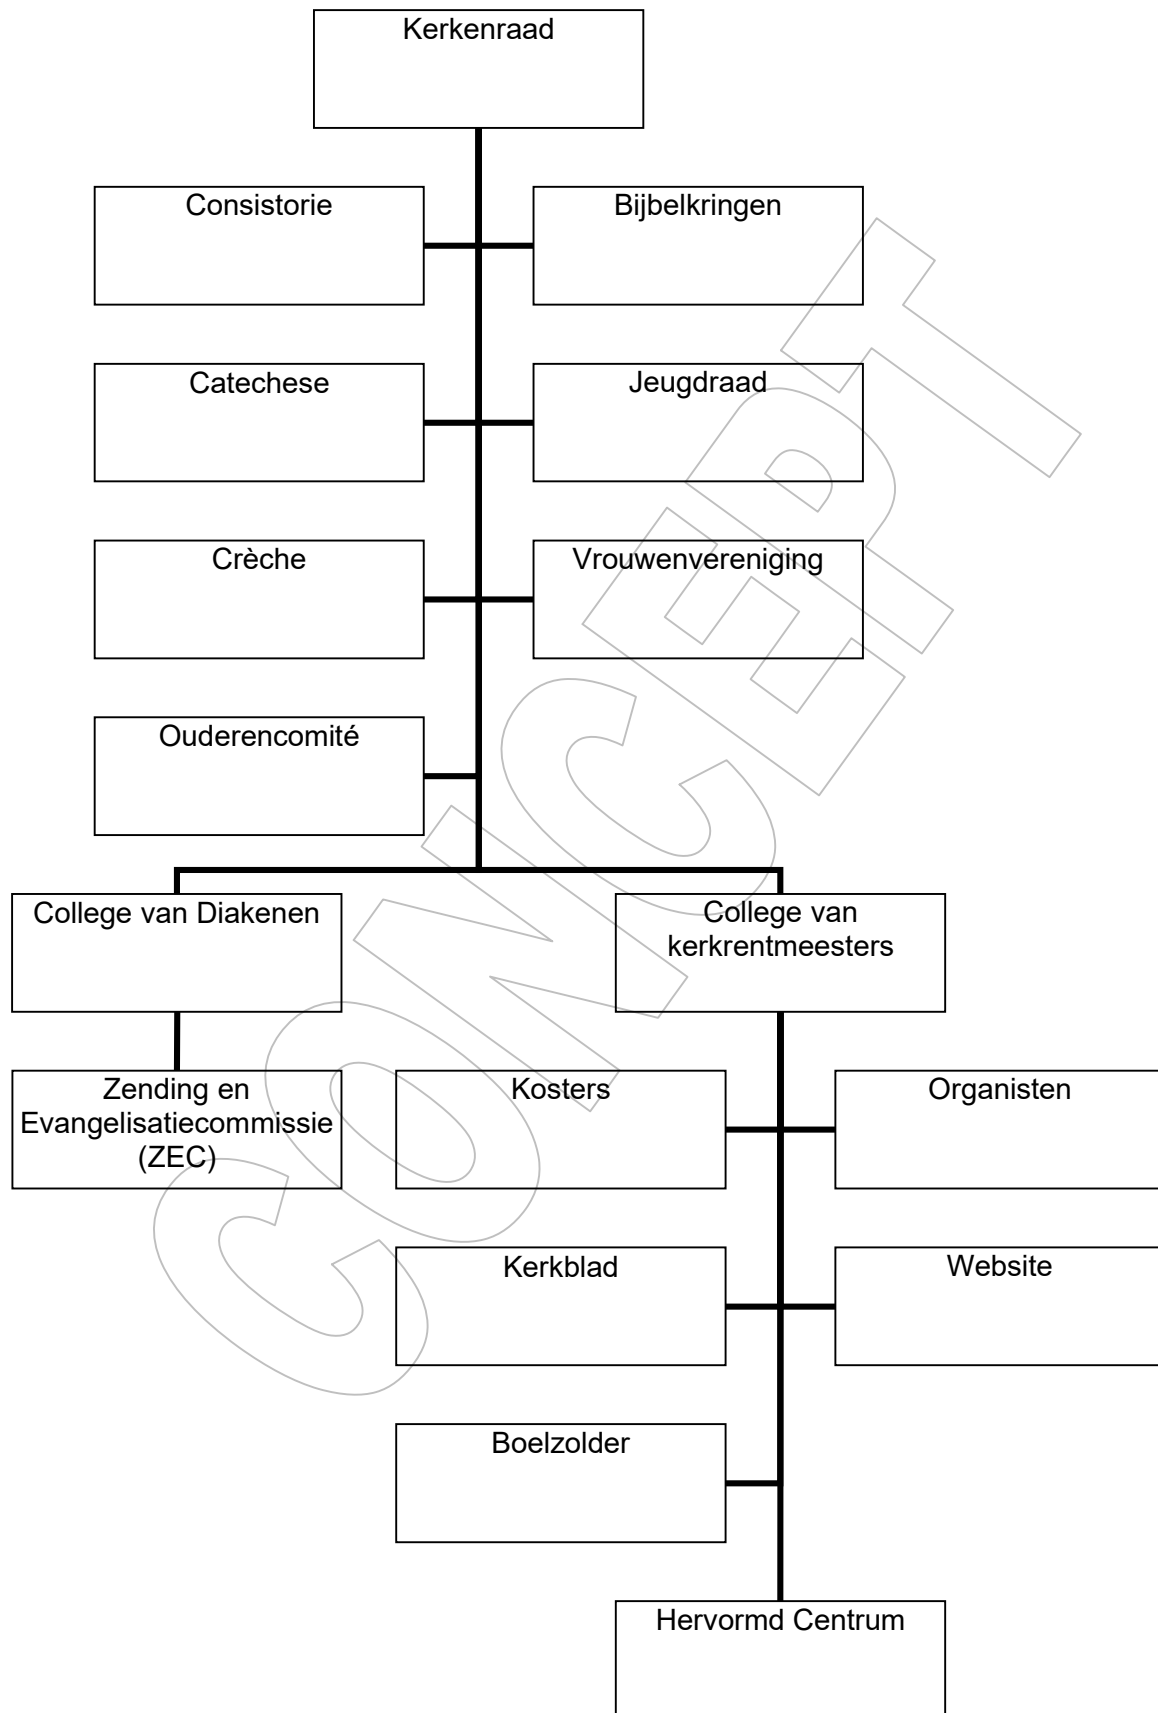 Kerkenraad
Consistorie
Bijbelkringen
Catechese
Jeugdraad
Crèche
Vrouwenvereniging
Ouderencomité
College van Diakenen
College van
kerkrentmeesters
Zending en
Evangelisatiecommissie
(ZEC)
Kosters
Organisten
Kerkblad
Website
Boelzolder
Hervormd Centrum
CONCEPT